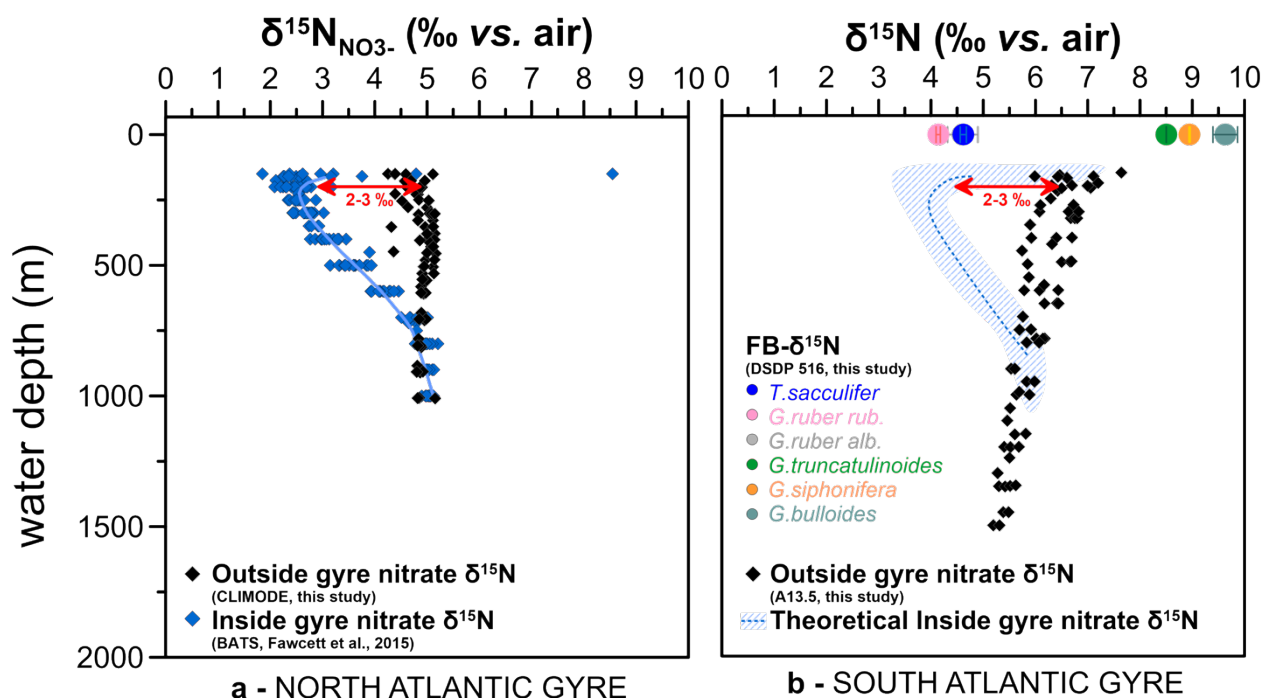 δ¹⁵N_NO3- (‰ vs. air)
0 1 2 3 4 5 6 7 8 9 10
water depth (m)
0
500
1000
1500
2000
2-3 ‰
Outside gyre nitrate δ¹⁵N
(CLIMODE, this study)
Inside gyre nitrate δ¹⁵N
(BATS, Fawcett et al., 2015)
a - NORTH ATLANTIC GYRE
δ¹⁵N (‰ vs. air)
0 1 2 3 4 5 6 7 8 9 10
2-3 ‰
FB-δ¹⁵N
(DSDP 516, this study)
T.sacculifer
G.ruber rub.
G.ruber alb.
G.truncatulinoides
G.siphonifera
G.bulloides
Outside gyre nitrate δ¹⁵N
(A13.5, this study)
Theoretical Inside gyre nitrate δ¹⁵N
b - SOUTH ATLANTIC GYRE